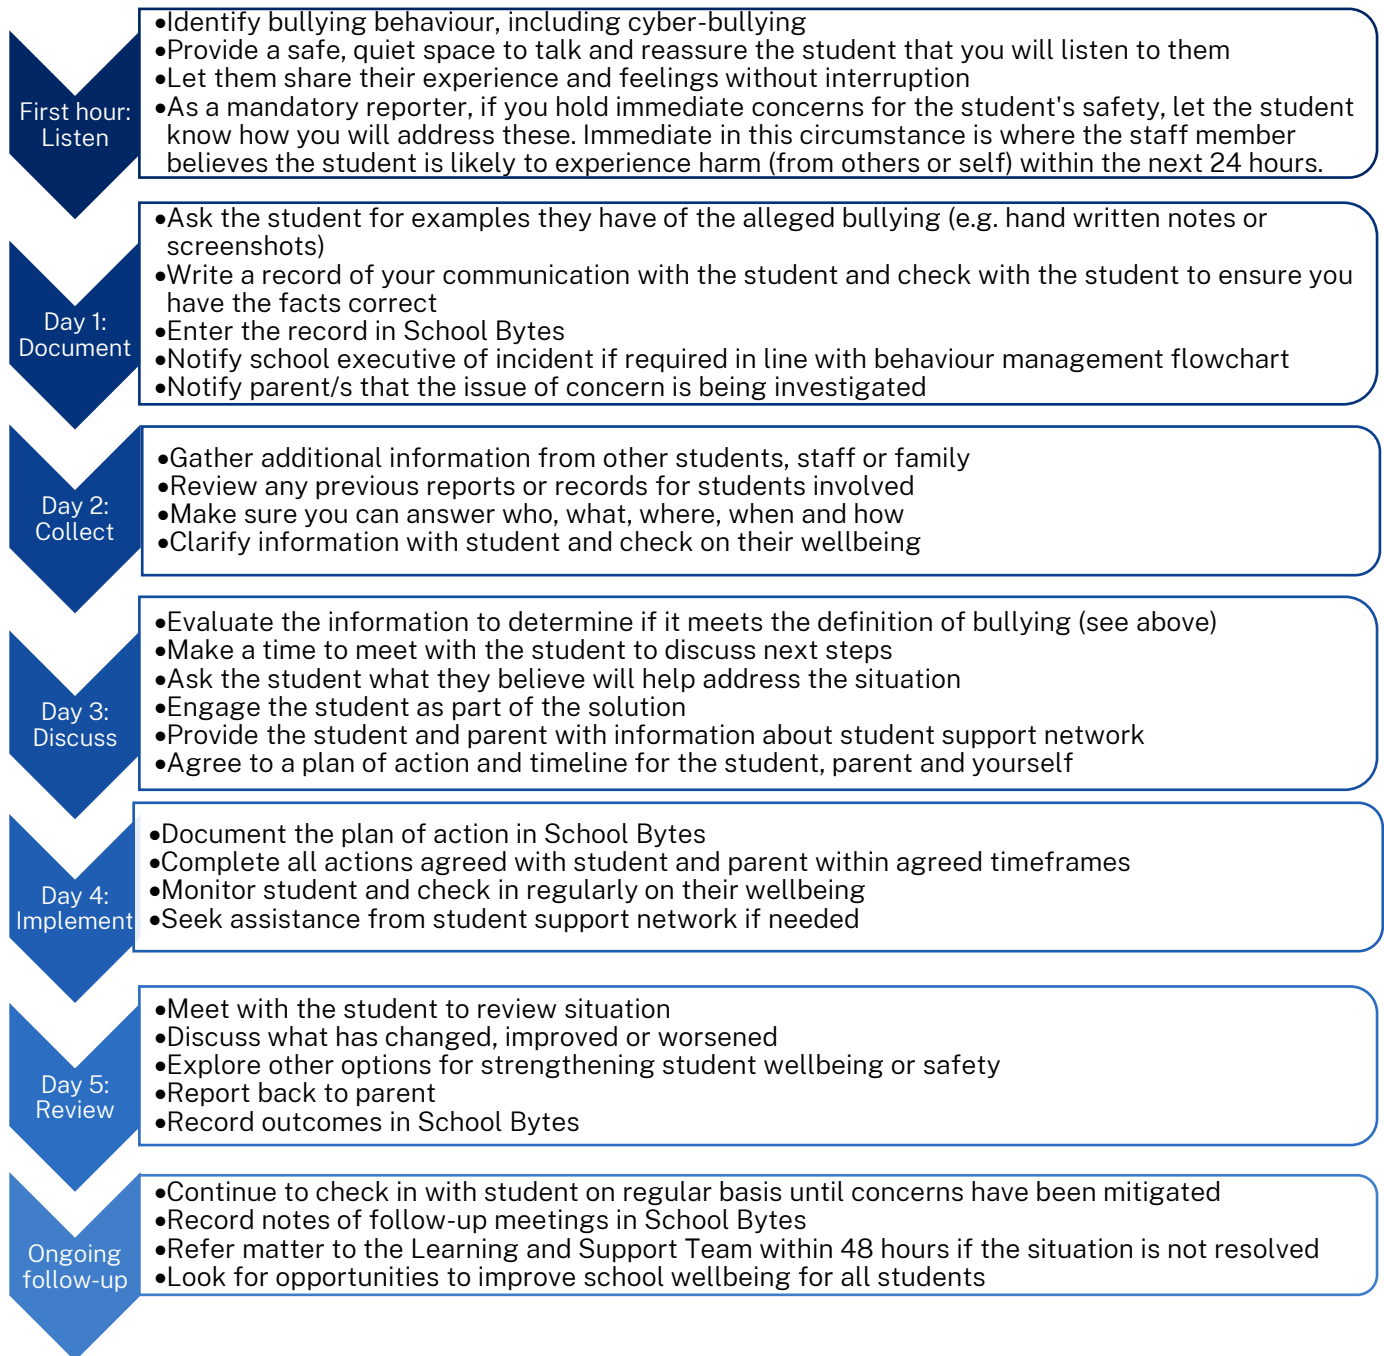 First hour:
Listen
•Identify bullying behaviour, including cyber-bullying
•Provide a safe, quiet space to talk and reassure the student that you will listen to them
•Let them share their experience and feelings without interruption
•As a mandatory reporter, if you hold immediate concerns for the student's safety, let the student
know how you will address these. Immediate in this circumstance is where the staff member
believes the student is likely to experience harm (from others or self) within the next 24 hours.
Day 1:
Document
•Ask the student for examples they have of the alleged bullying (e.g. hand written notes or
screenshots)
•Write a record of your communication with the student and check with the student to ensure you
have the facts correct
•Enter the record in School Bytes
•Notify school executive of incident if required in line with behaviour management flowchart
•Notify parent/s that the issue of concern is being investigated
Day 2:
Collect
•Gather additional information from other students, staff or family
•Review any previous reports or records for students involved
•Make sure you can answer who, what, where, when and how
•Clarify information with student and check on their wellbeing
Day 3:
Discuss
•Evaluate the information to determine if it meets the definition of bullying (see above)
•Make a time to meet with the student to discuss next steps
•Ask the student what they believe will help address the situation
•Engage the student as part of the solution
•Provide the student and parent with information about student support network
•Agree to a plan of action and timeline for the student, parent and yourself
Day 4:
Implement
•Document the plan of action in School Bytes
•Complete all actions agreed with student and parent within agreed timeframes
•Monitor student and check in regularly on their wellbeing
•Seek assistance from student support network if needed
Day 5:
Review
•Meet with the student to review situation
•Discuss what has changed, improved or worsened
•Explore other options for strengthening student wellbeing or safety
•Report back to parent
•Record outcomes in School Bytes
Ongoing
follow-up
•Continue to check in with student on regular basis until concerns have been mitigated
•Record notes of follow-up meetings in School Bytes
•Refer matter to the Learning and Support Team within 48 hours if the situation is not resolved
•Look for opportunities to improve school wellbeing for all students